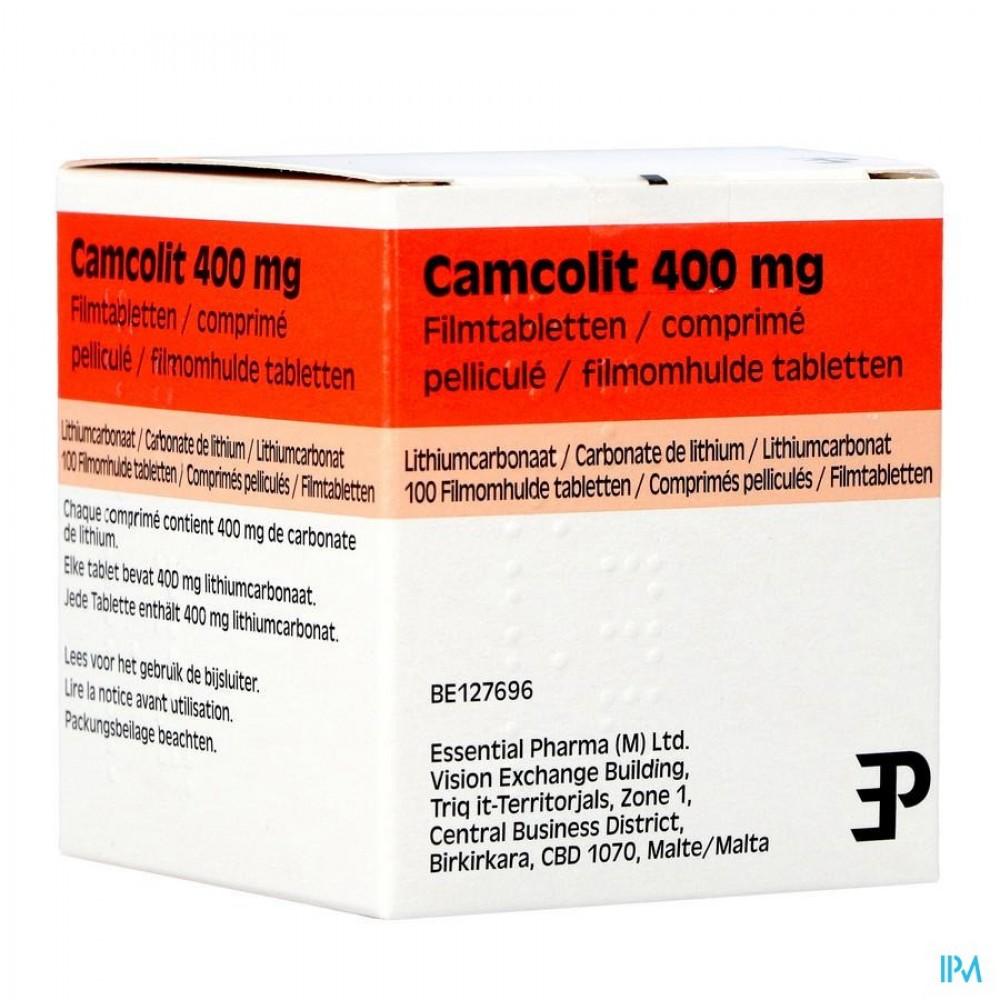 Camcolit 400 mg
Filmtabletten / comprimé
pelliculé / filmomhulde tabletten
Lithiumcarbonaat / Carbonate de lithium / Lithiumcarbonat
100 Filmomhulde tabletten / Comprimés pelliculés / Filmtabletten
Chaque comprimé contient 400 mg de carbonate
de lithium.
Elke tablet bevat 400 mg lithiumcarbonaat.
Jede Tablette enthält 400 mg lithiumcarbonat.
Lees voor het gebruik de bijsluiter.
Lire la notice avant utilisation.
Packungsbeilage beachten.
Camcolit 400 mg
Filmtabletten / comprimé
pelliculé / filmomhulde tabletten
Lithiumcarbonaat / Carbonate de lithium / Lithiumcarbonat
100 Filmomhulde tabletten / Comprimés pelliculés / Filmtabletten
BE127696
Essential Pharma (M) Ltd.
Vision Exchange Building,
Triq it-Territorjals, Zone 1,
Central Business District,
Birkirkara, CBD 1070, Malte/Malta
EP
IPM